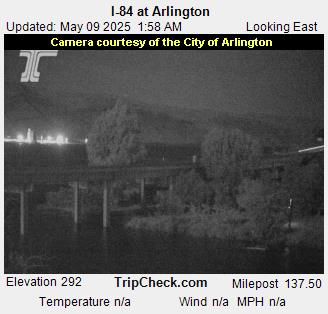 I-84 at Arlington
Updated: May 09 2025 1:58 AM Looking East
Camera courtesy of the City of Arlington
Elevation 292 TripCheck.com Milepost 137.50
Temperature n/a Wind n/a MPH n/a